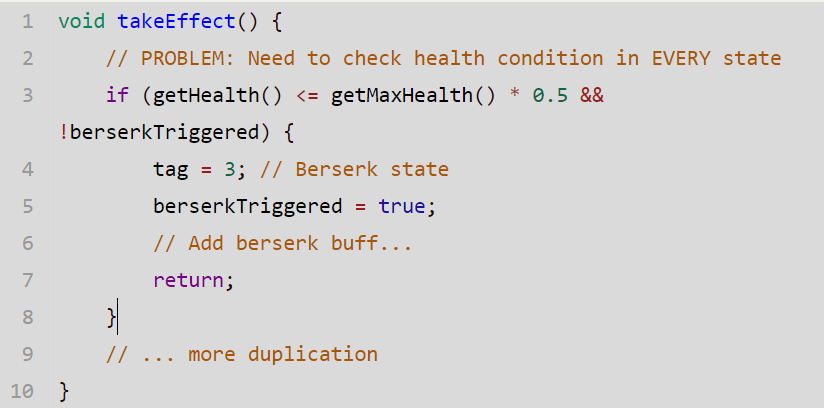 1 void takeEffect() {
2     // PROBLEM: Need to check health condition in EVERY state
3     if (getHealth() <= getMaxHealth() * 0.5 &&
!berserkTriggered) {
4         tag = 3; // Berserk state
5         berserkTriggered = true;
6         // Add berserk buff...
7         return;
8     }
9     // ... more duplication
10 }